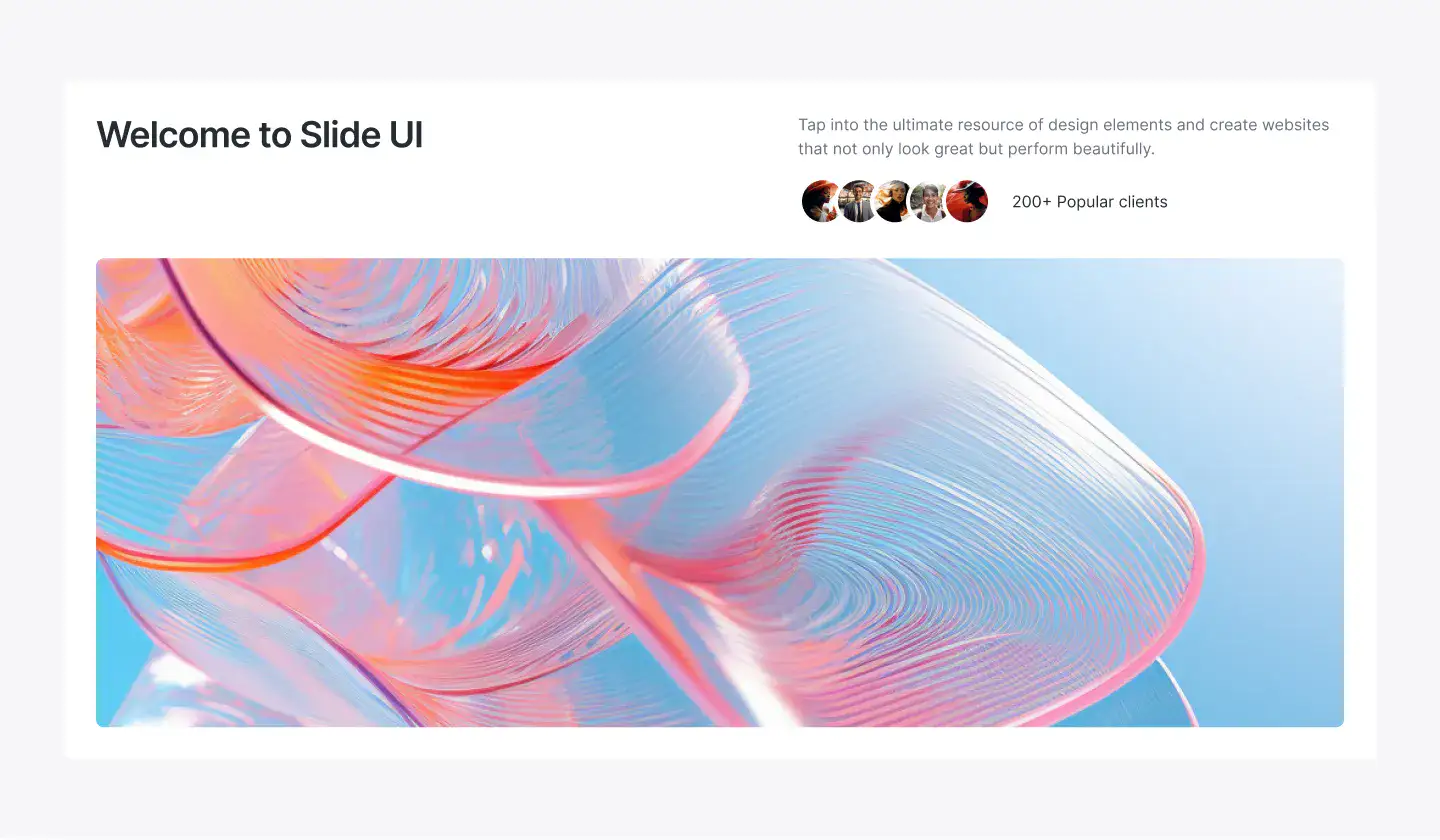 Welcome to Slide UI
Tap into the ultimate resource of design elements and create websites
that not only look great but perform beautifully.
200+ Popular clients